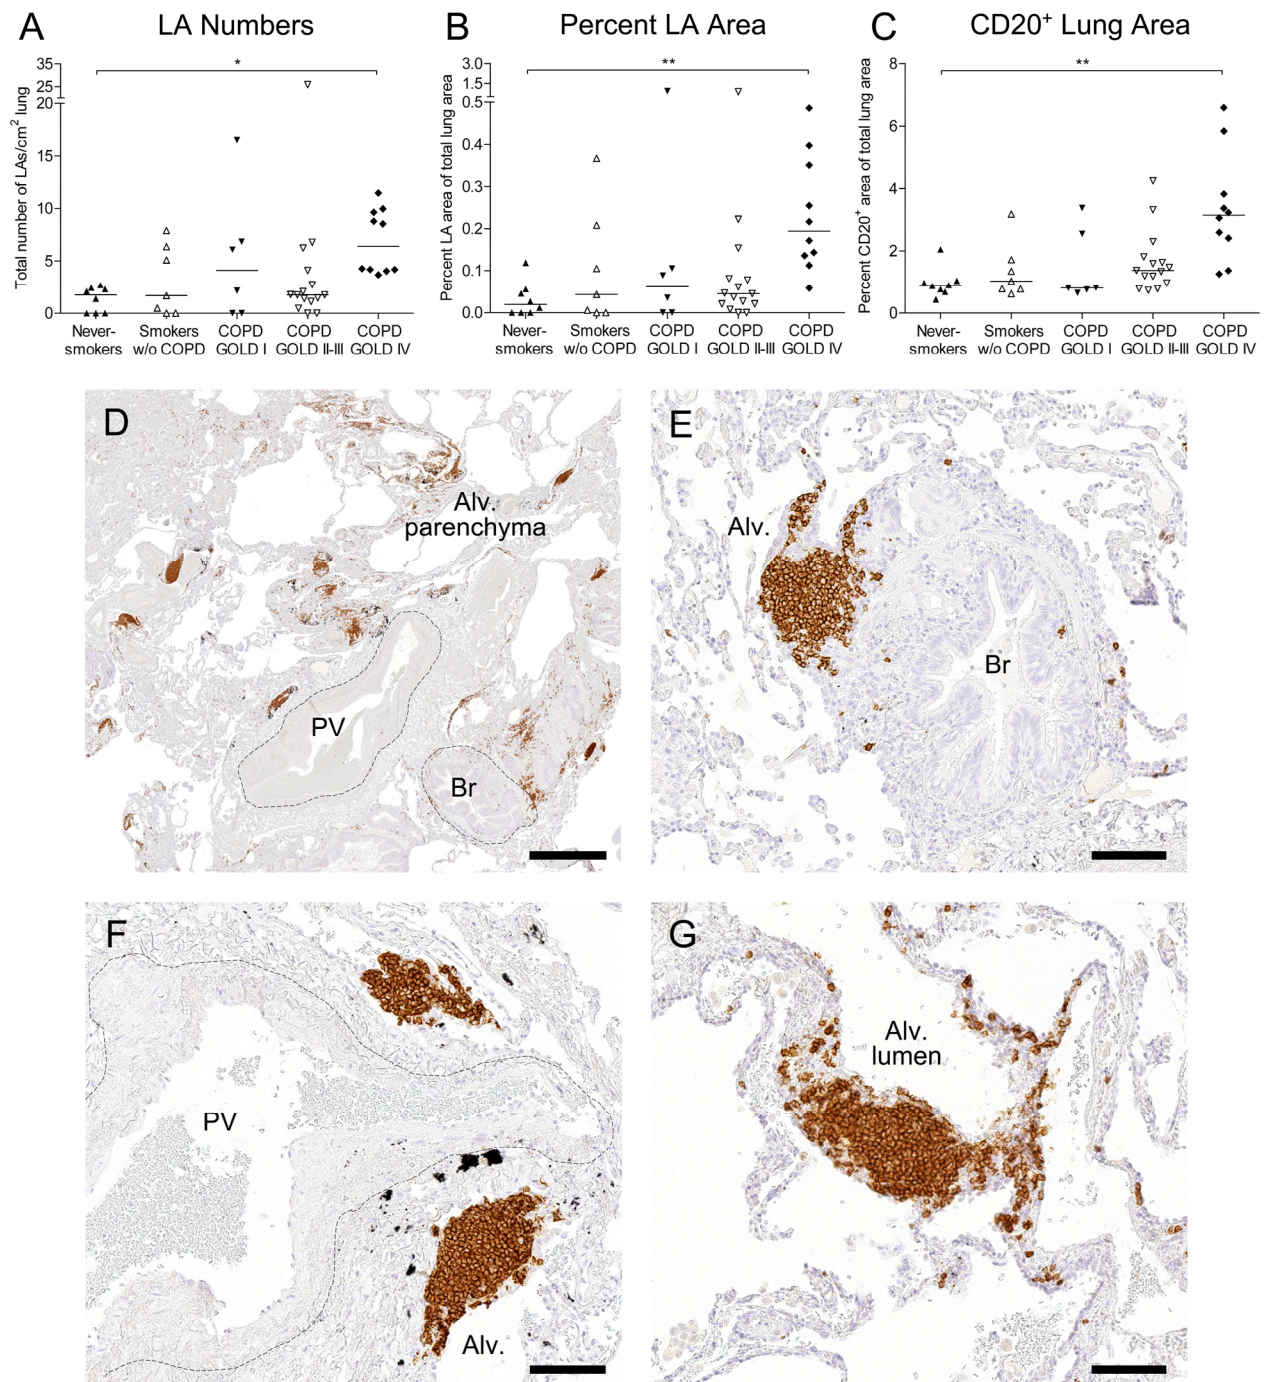 A
LA Numbers
*
Total number of LAs/cm² lung
35
25
20
15
10
5
0
Never-
smokers
Smokers
w/o COPD
COPD
GOLD I
COPD
GOLD II-III
COPD
GOLD IV
B
Percent LA Area
**
Percent LA area of total lung area
3.0
1.5
0.5
0.4
0.3
0.2
0.1
0.0
Never-
smokers
Smokers
w/o COPD
COPD
GOLD I
COPD
GOLD II-III
COPD
GOLD IV
C
CD20⁺ Lung Area
**
Percent CD20⁺ area of total lung area
8
6
4
2
0
Never-
smokers
Smokers
w/o COPD
COPD
GOLD I
COPD
GOLD II-III
COPD
GOLD IV
D
Alv.
parenchyma
PV
Br
E
Alv.
Br
F
PV
Alv.
G
Alv.
lumen